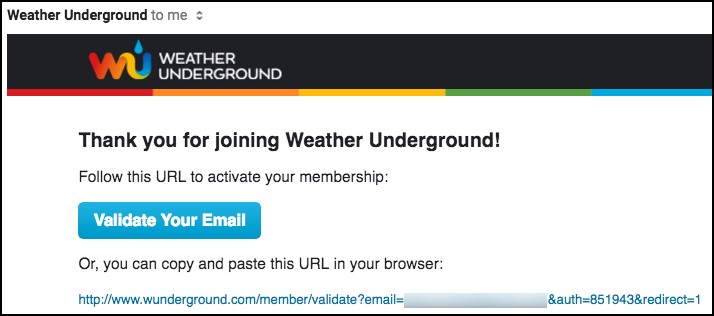 Weather Underground to me
WEATHER
UNDERGROUND
Thank you for joining Weather Underground!
Follow this URL to activate your membership:
Validate Your Email
Or, you can copy and paste this URL in your browser:
http://www.wunderground.com/member/validate?email= &auth=851943&redirect=1